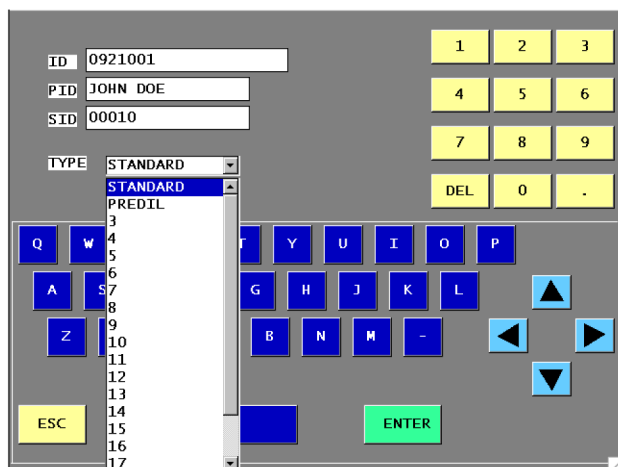 ID 0921001
PID JOHN DOE
SID 00010
TYPE STANDARD
STANDARD
PREDIL
3
4
5
6
7
8
9
10
11
12
13
14
15
16
17
1 2 3
4 5 6
7 8 9
DEL 0 .
Q W T Y U I O P
A S G H J K L
Z B N M -
ESC ENTER